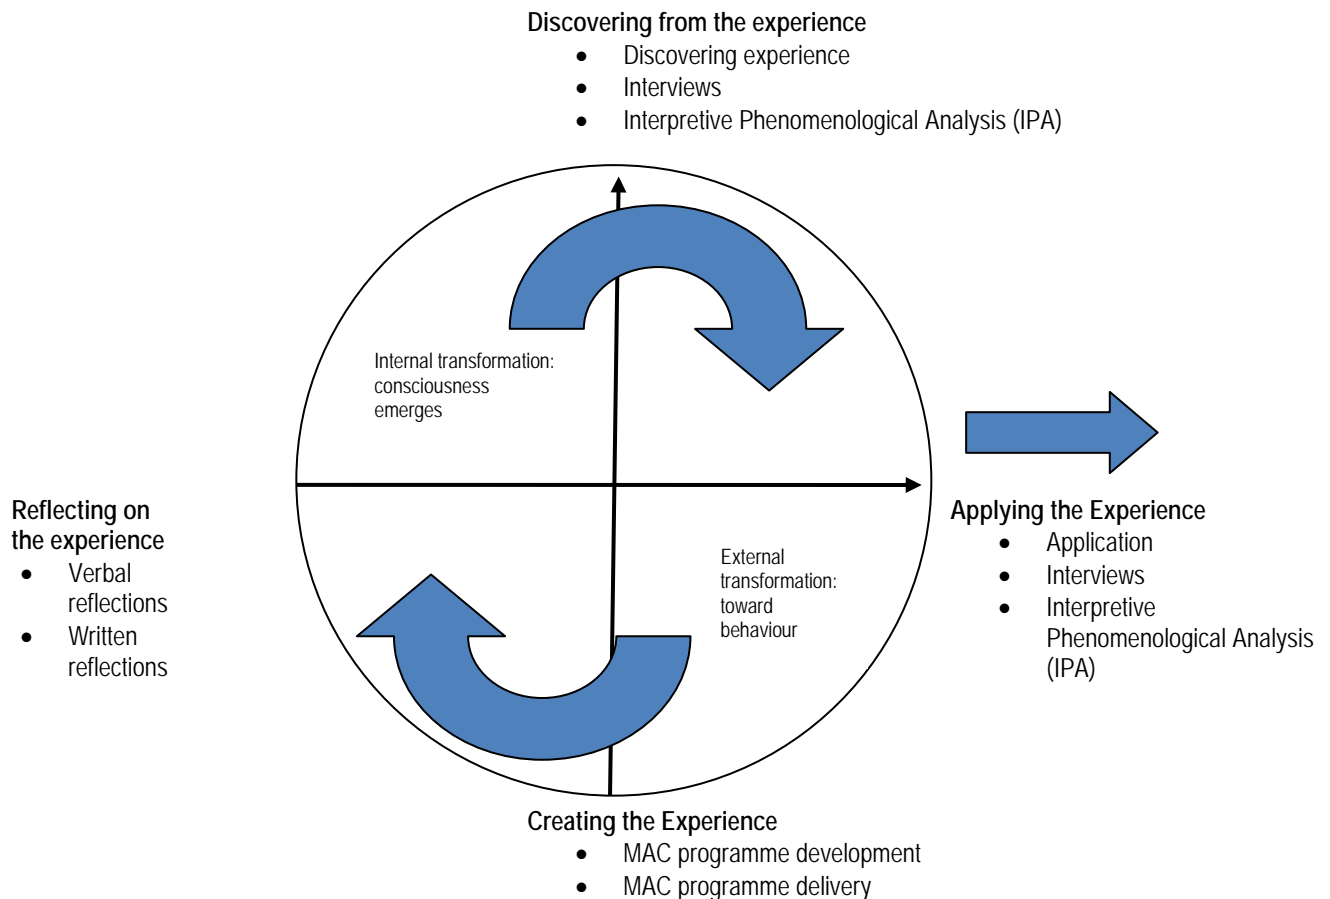 Discovering from the experience
• Discovering experience
• Interviews
• Interpretive Phenomenological Analysis (IPA)
Internal transformation:
consciousness
emerges
Reflecting on
the experience
• Verbal
reflections
• Written
reflections
External
transformation:
toward
behaviour
Applying the Experience
• Application
• Interviews
• Interpretive
Phenomenological Analysis
(IPA)
Creating the Experience
• MAC programme development
• MAC programme delivery